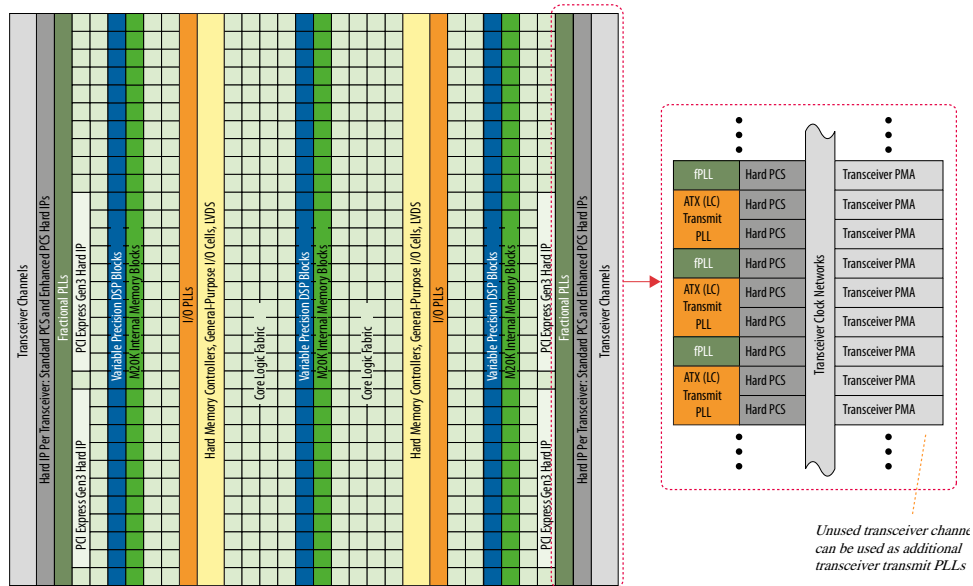 Transceiver Channels
Hard IP Per Transceiver: Standard PCS and Enhanced PCS Hard IPs
Fractional PLLs
PCI Express Gen3 Hard IP
PCI Express Gen3 Hard IP
Variable Precision DSP Blocks
M20K Internal Memory Blocks
I/O PLLs
Hard Memory Controllers, General-Purpose I/O Cells, LVDS
Core Logic Fabric
Variable Precision DSP Blocks
M20K Internal Memory Blocks
Core Logic Fabric
Hard Memory Controllers, General-Purpose I/O Cells, LVDS
I/O PLLs
Variable Precision DSP Blocks
M20K Internal Memory Blocks
PCI Express Gen3 Hard IP
PCI Express Gen3 Hard IP
Fractional PLLs
Hard IP Per Transceiver: Standard PCS and Enhanced PCS Hard IPs
Transceiver Channels
fPLL
ATX (LC)
Transmit
PLL
fPLL
ATX (LC)
Transmit
PLL
fPLL
ATX (LC)
Transmit
PLL
Hard PCS
Hard PCS
Hard PCS
Hard PCS
Hard PCS
Hard PCS
Hard PCS
Hard PCS
Hard PCS
Transceiver Clock Networks
Transceiver PMA
Transceiver PMA
Transceiver PMA
Transceiver PMA
Transceiver PMA
Transceiver PMA
Transceiver PMA
Transceiver PMA
Transceiver PMA
Unused transceiver channe
can be used as additional
transceiver transmit PLLs